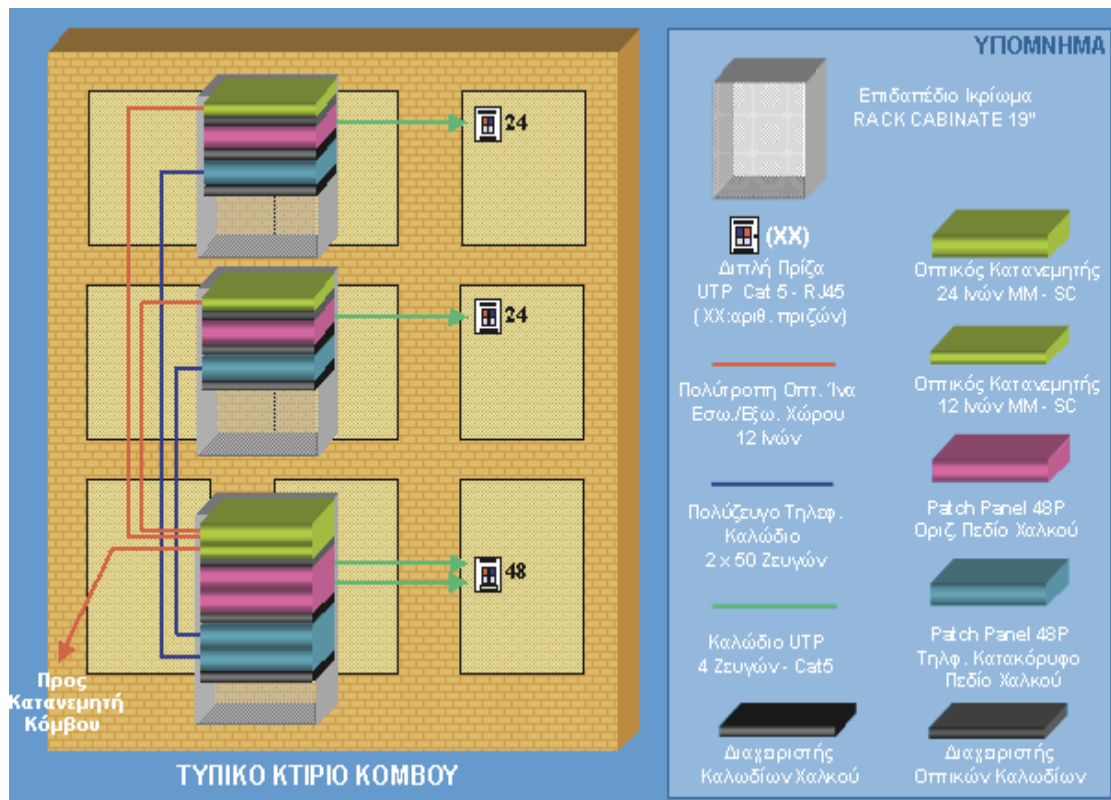 ΥΠΟΜΝΗΜΑ
Επιδαπέδιο Ικρίωμα
RACK CABINATE 19"
24
(XX)
Διπλή Πρίζα
UTP Cat 5 - RJ45
(XX:αριθ. πριζών)
Οπτικός Κατανεμητής
24 Ινών MM - SC
24
Πολύτροπη Οπτ. Ίνα
Εσω./Εξω. Χώρου
12 Ινών
Οπτικός Κατανεμητής
12 Ινών MM - SC
Πολύζευγο Τηλεφ.
Καλώδιο
2 x 50 Ζευγών
Patch Panel 48P
Οριζ. Πεδίο Χαλκού
48
Καλώδιο UTP
4 Ζευγών - Cat5
Patch Panel 48P
Τηλφ. Κατακόρυφο
Πεδίο Χαλκού
Προς
Κατανεμητή
Κόμβου
Διαχειριστής
Καλωδίων Χαλκού
Διαχειριστής
Οπτικών Καλωδίων
ΤΥΠΙΚΟ ΚΤΙΡΙΟ ΚΟΜΒΟΥ